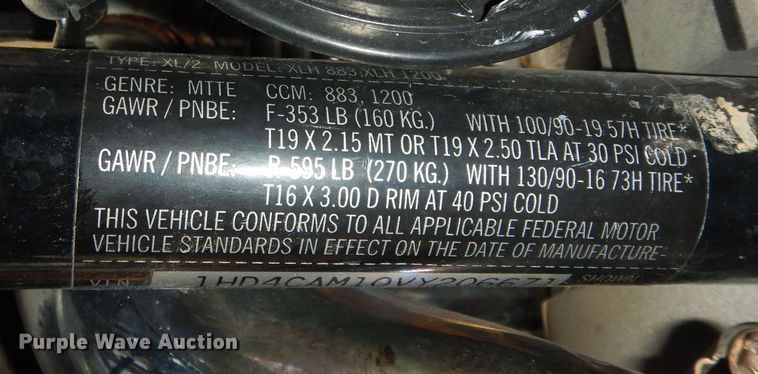 TYPE: XL/2 MODEL: XLH 883,XLH 1200
GENRE: MTTE CCM: 883, 1200
GAWR / PNBE: F-353 LB (160 KG.) WITH 100/90-19 57H TIRE*
T19 X 2.15 MT OR T19 X 2.50 TLA AT 30 PSI COLD
GAWR / PNBE: R-595 LB (270 KG.) WITH 130/90-16 73H TIRE*
T16 X 3.00 D RIM AT 40 PSI COLD
THIS VEHICLE CONFORMS TO ALL APPLICABLE FEDERAL MOTOR
VEHICLE STANDARDS IN EFFECT ON THE DATE OF MANUFACTURE
VIN SHOWN
Purple Wave Auction